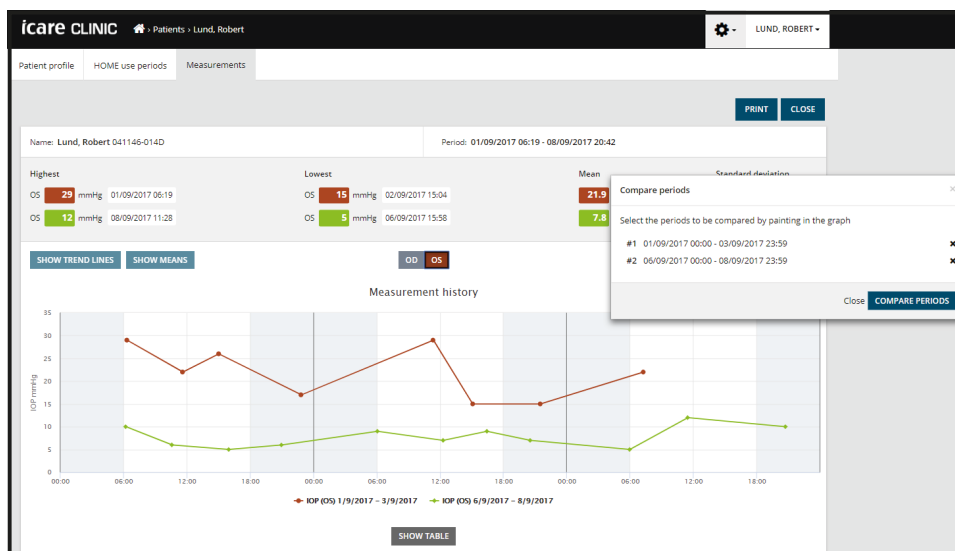 icare CLINIC › Patients › Lund, Robert LUND, ROBERT
Patient profile HOME use periods Measurements
PRINT CLOSE
Name: Lund, Robert 041146-014D Period: 01/09/2017 06:19 - 08/09/2017 20:42
Highest Lowest Mean Standard deviation
OS 29 mmHg 01/09/2017 06:19 OS 15 mmHg 02/09/2017 15:04 21.9
OS 12 mmHg 08/09/2017 11:28 OS 5 mmHg 06/09/2017 15:58 7.8
Compare periods ×
Select the periods to be compared by painting in the graph
#1 01/09/2017 00:00 - 03/09/2017 23:59 ×
#2 06/09/2017 00:00 - 08/09/2017 23:59 ×
Close COMPARE PERIODS
SHOW TREND LINES SHOW MEANS OD OS
Measurement history
IOP mmHg
35
30
25
20
15
10
5
0
00:00 06:00 12:00 18:00 00:00 06:00 12:00 18:00 00:00 06:00 12:00 18:00
IOP (OS) 1/9/2017 – 3/9/2017 IOP (OS) 6/9/2017 – 8/9/2017
SHOW TABLE